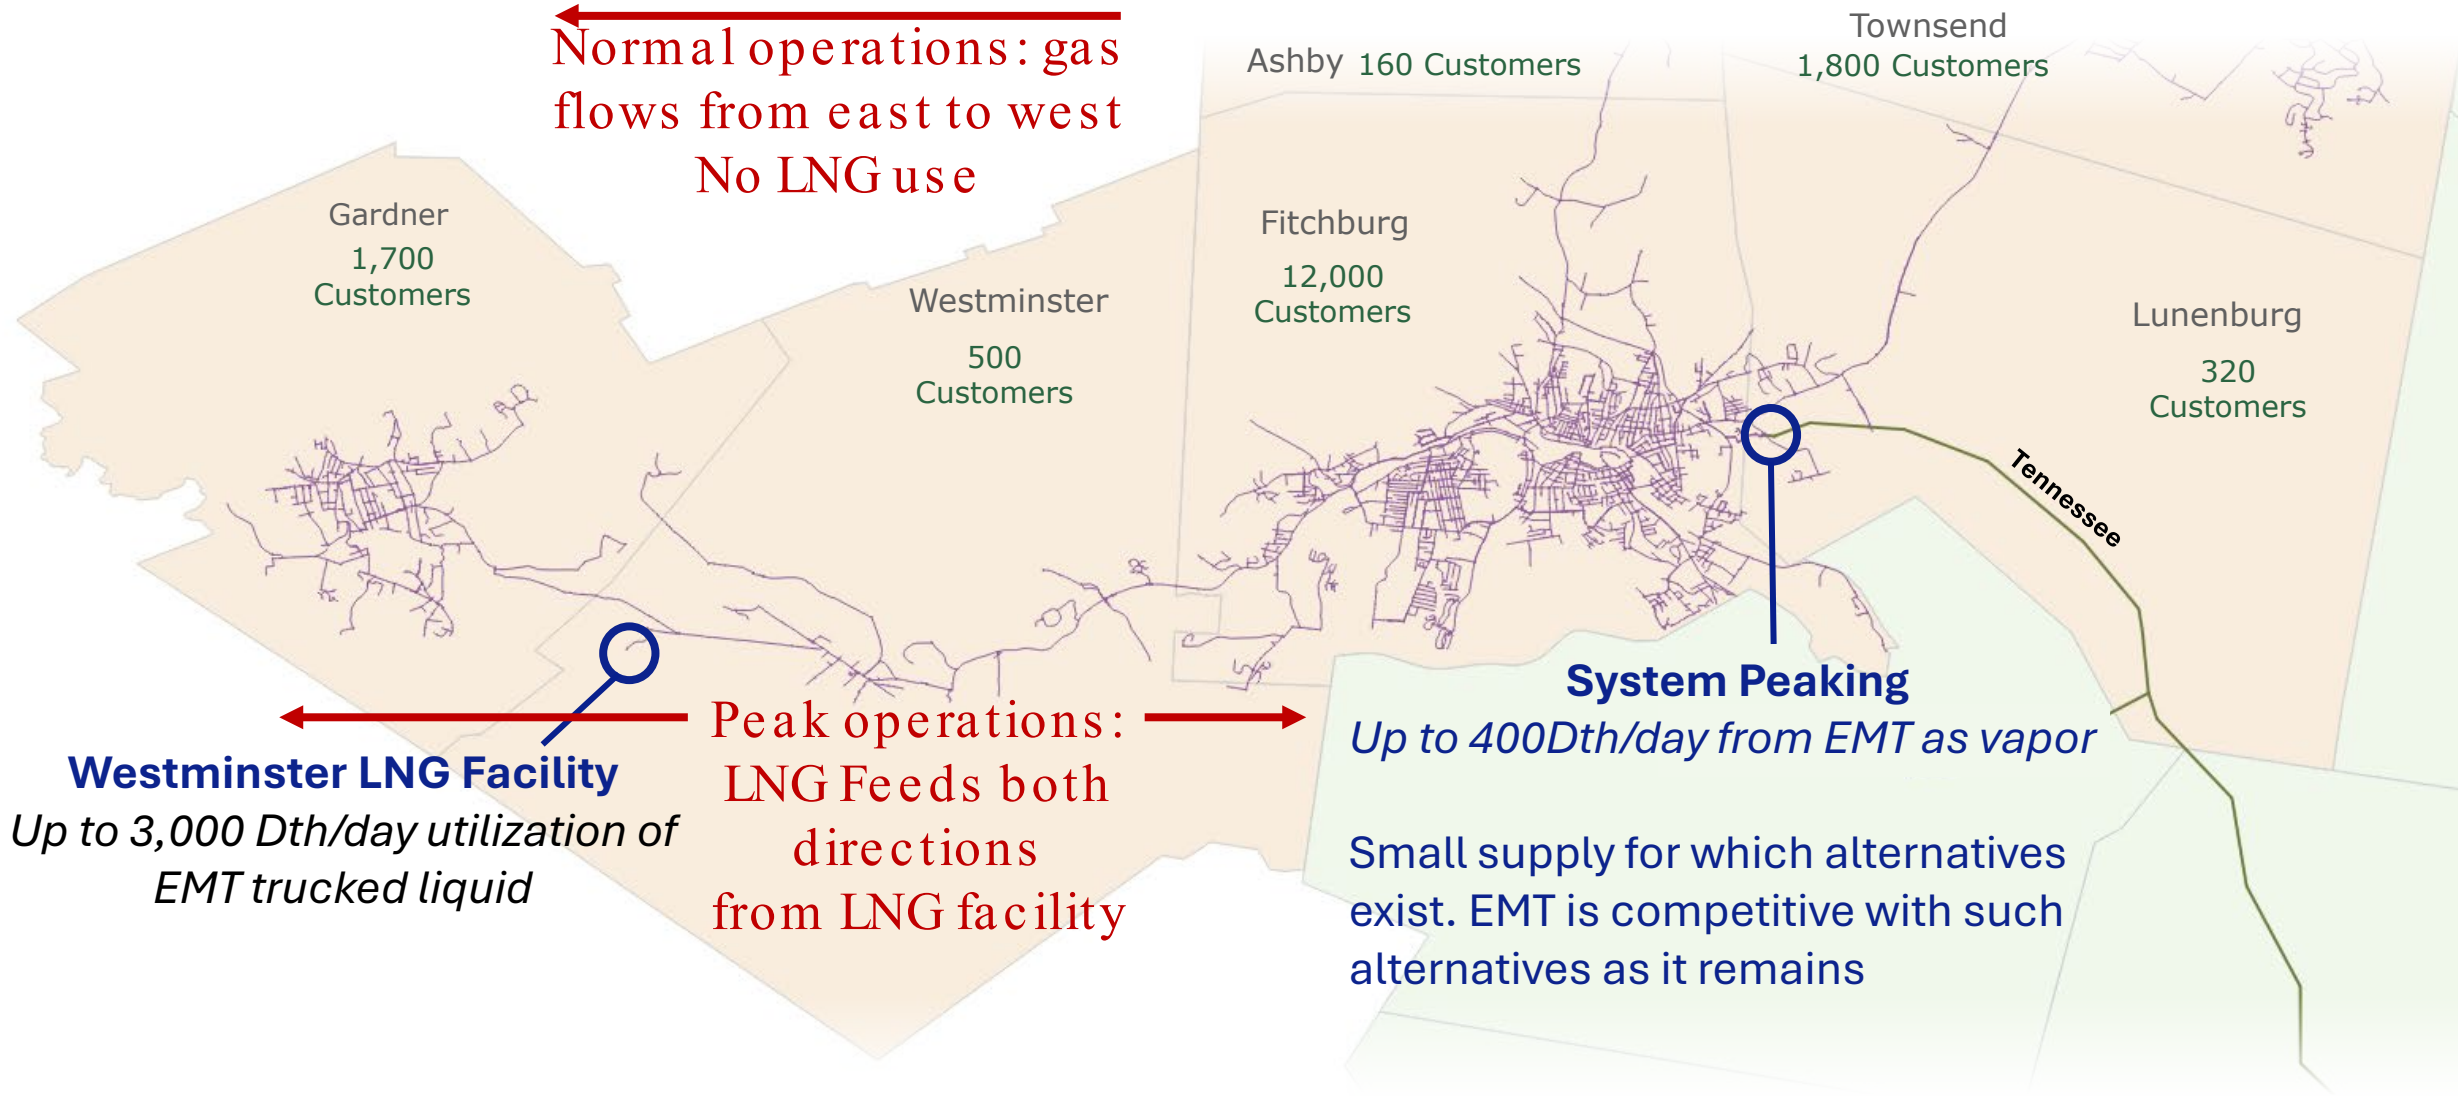 Normal operations: gas
flows from east to west
No LNG use
Ashby 160 Customers
Townsend
1,800 Customers
Gardner
1,700
Customers
Westminster
500
Customers
Fitchburg
12,000
Customers
Lunenburg
320
Customers
Tennessee
Westminster LNG Facility
Up to 3,000 Dth/day utilization of
EMT trucked liquid
Peak operations:
LNG Feeds both
directions
from LNG facility
System Peaking
Up to 400Dth/day from EMT as vapor
Small supply for which alternatives
exist. EMT is competitive with such
alternatives as it remains